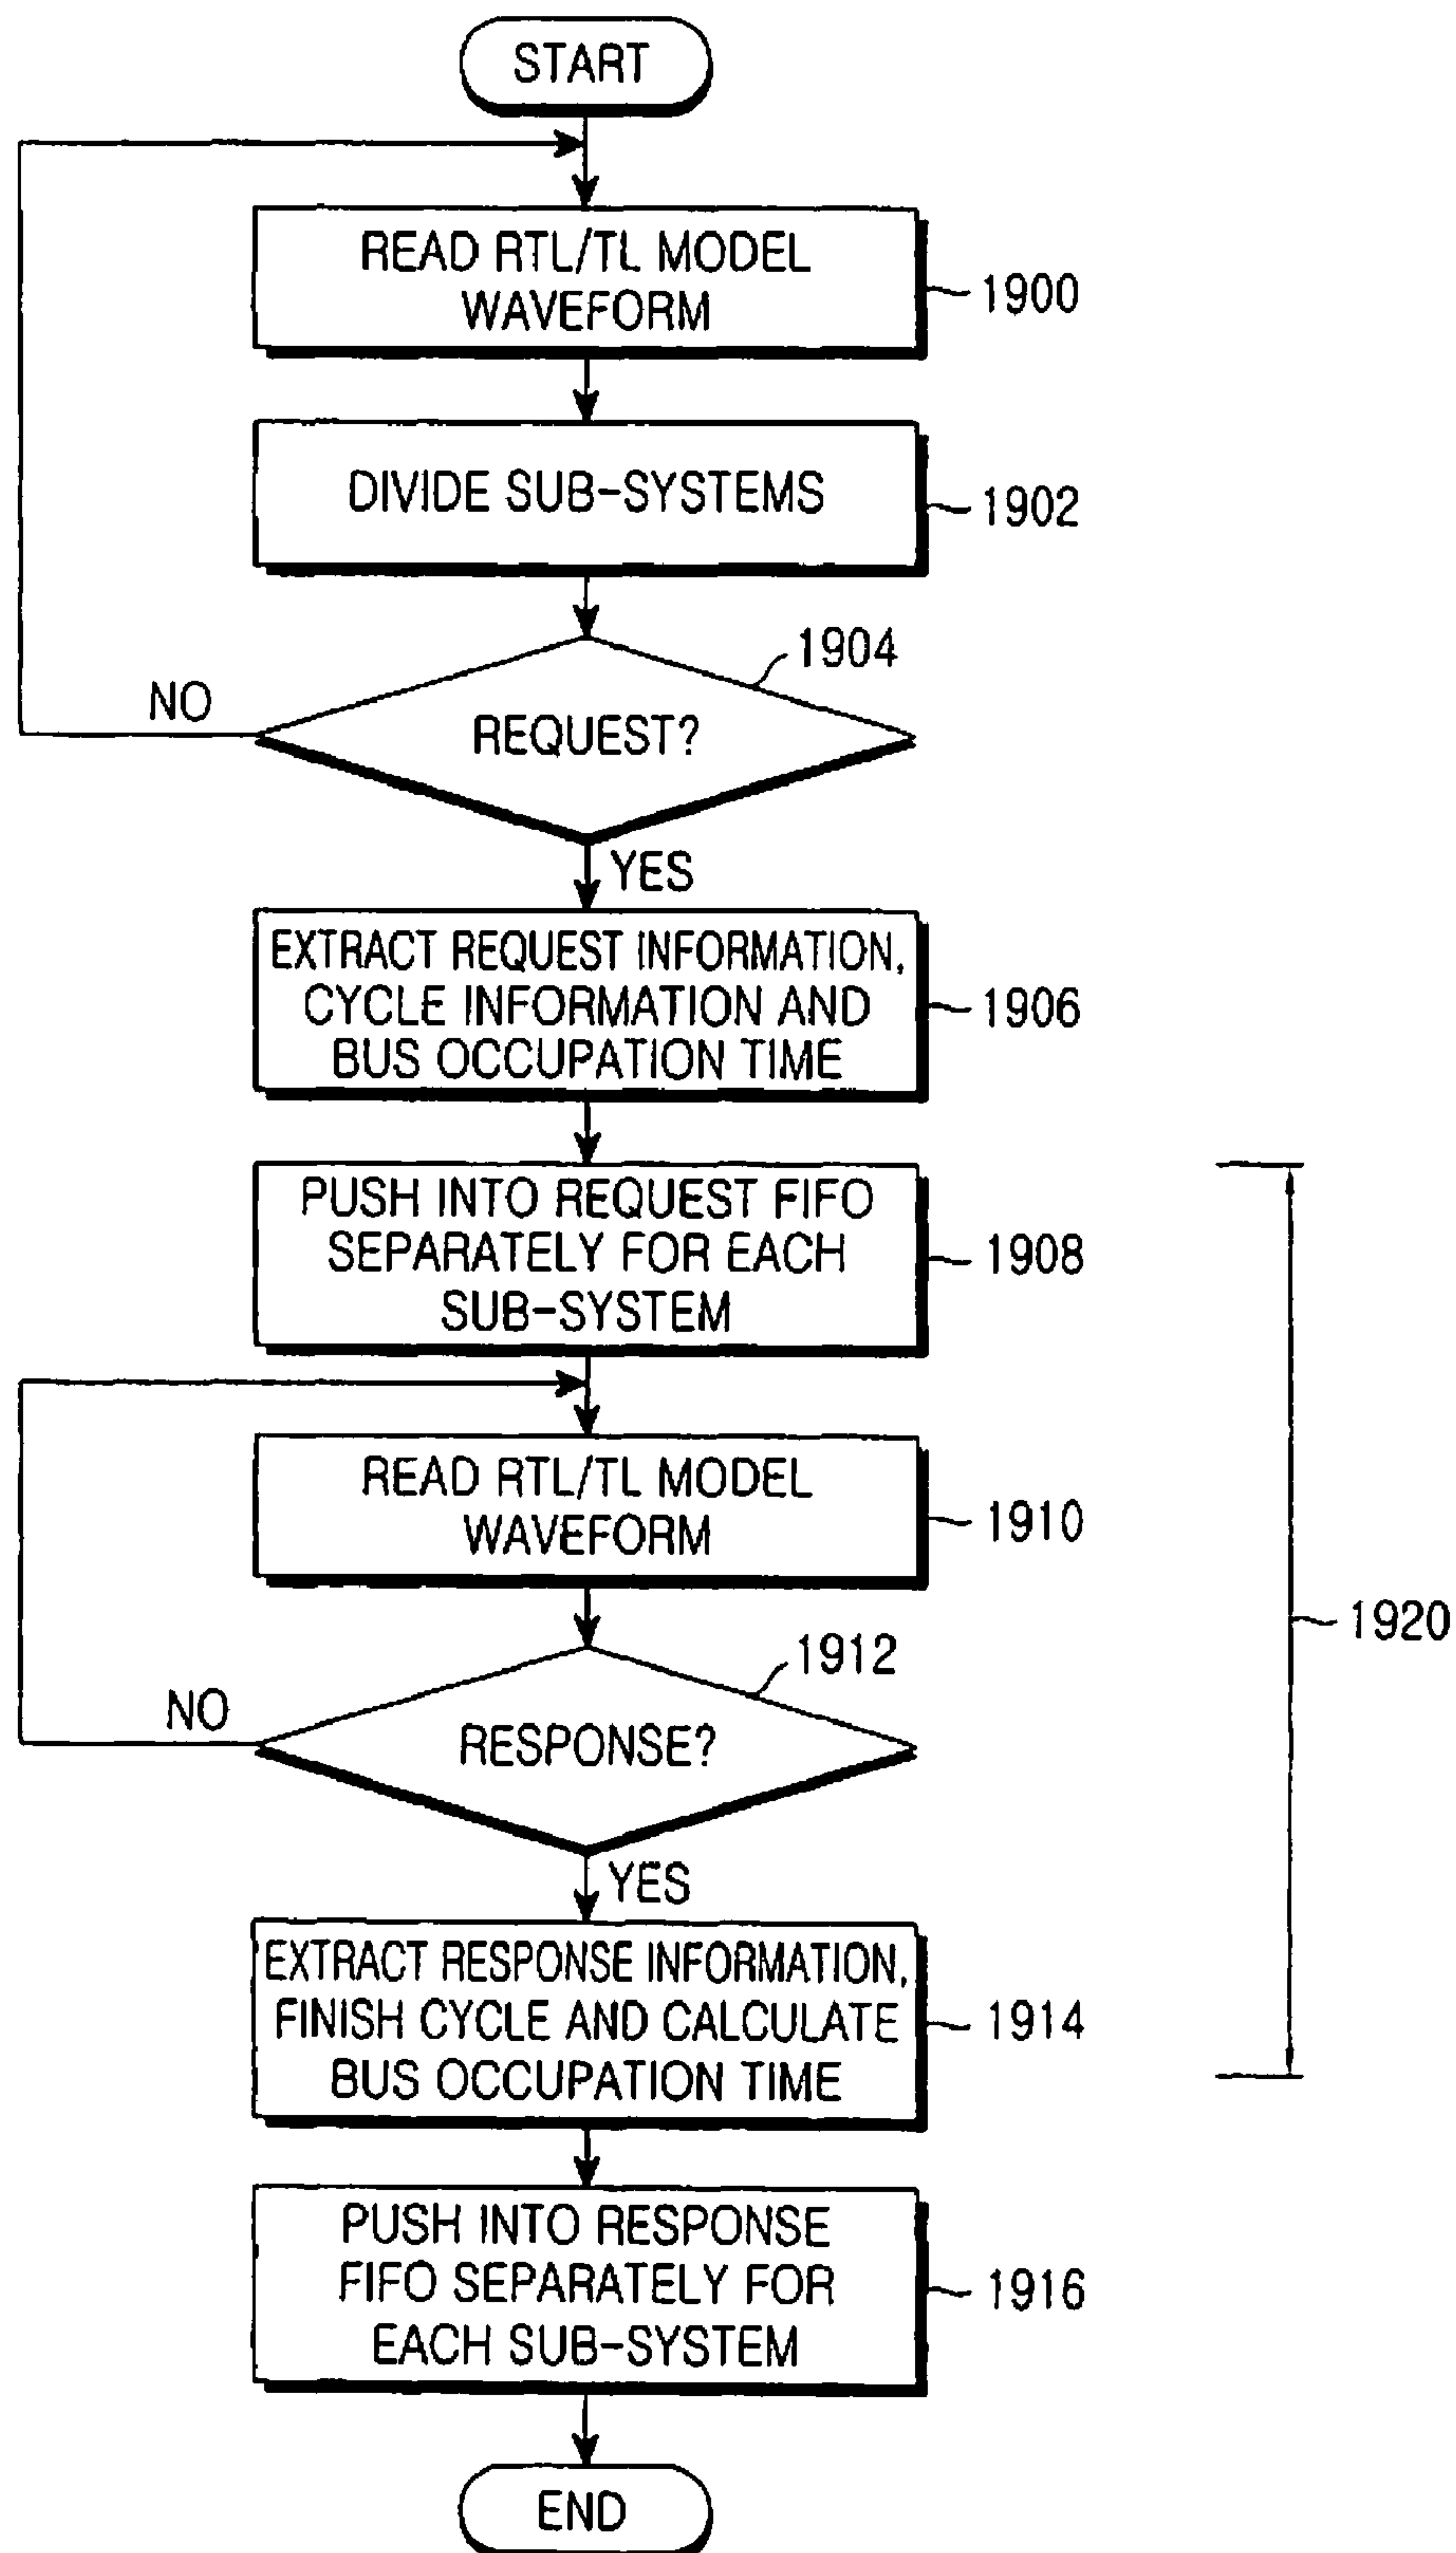 START
READ RTL/TL MODEL
WAVEFORM
1900
DIVIDE SUB-SYSTEMS
1902
1904
NO
REQUEST?
YES
EXTRACT REQUEST INFORMATION,
CYCLE INFORMATION AND
BUS OCCUPATION TIME
1906
PUSH INTO REQUEST FIFO
SEPARATELY FOR EACH
SUB-SYSTEM
1908
READ RTL/TL MODEL
WAVEFORM
1910
1920
1912
NO
RESPONSE?
YES
EXTRACT RESPONSE INFORMATION,
FINISH CYCLE AND CALCULATE
BUS OCCUPATION TIME
1914
PUSH INTO RESPONSE
FIFO SEPARATELY FOR
EACH SUB-SYSTEM
1916
END